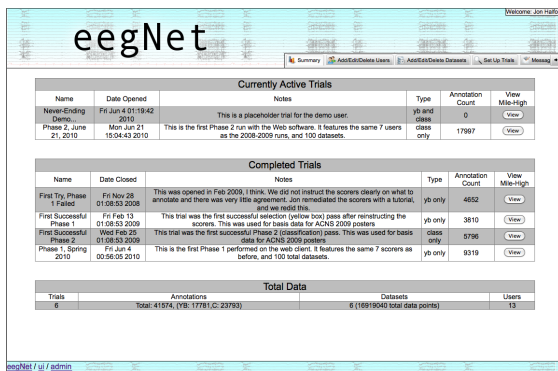 Welcome: Jon Halfo
eegNet
Summary Add/Edit/Delete Users Add/Edit/Delete Datasets Set Up Trials Messag
Currently Active Trials
Name Date Opened Notes Type Annotation Count View Mile-High
Never-Ending Demo... Fri Jun 4 01:19:42 2010 This is a placeholder trial for the demo user. yb and class 0 View
Phase 2, June 21, 2010 Mon Jun 21 15:04:43 2010 This is the first Phase 2 run with the Web software. It features the same 7 users as the 2008-2009 runs, and 100 datasets. class only 17997 View
Completed Trials
Name Date Closed Notes Type Annotation Count View Mile-High
First Try, Phase 1 Failed Fri Nov 28 01:08:53 2008 This was opened in Feb 2009, I think. We did not instruct the scorers clearly on what to annotate and there was very little agreement. Jon remediated the scorers with a tutorial, and we redid this. yb only 4652 View
First Successful Phase 1 Fri Feb 13 01:08:53 2009 This trial was the first successful selection (yellow box) pass after reinstructing the scorers. This was used for basis data for ACNS 2009 posters yb only 3810 View
First Successful Phase 2 Wed Feb 25 01:08:53 2009 This trial was the first successful Phase 2 (classification) pass. This was used for basis data for ACNS 2009 posters class only 5796 View
Phase 1, Spring 2010 Fri Jun 4 00:56:05 2010 This is the first Phase 1 performed on the web client. It features the same 7 scorers as before, and 100 total datasets. yb only 9319 View
Total Data
Trials Annotations Datasets Users
6 Total: 41574, (YB: 17781,C: 23793) 6 (16919040 total data points) 13
eegNet / ui / admin